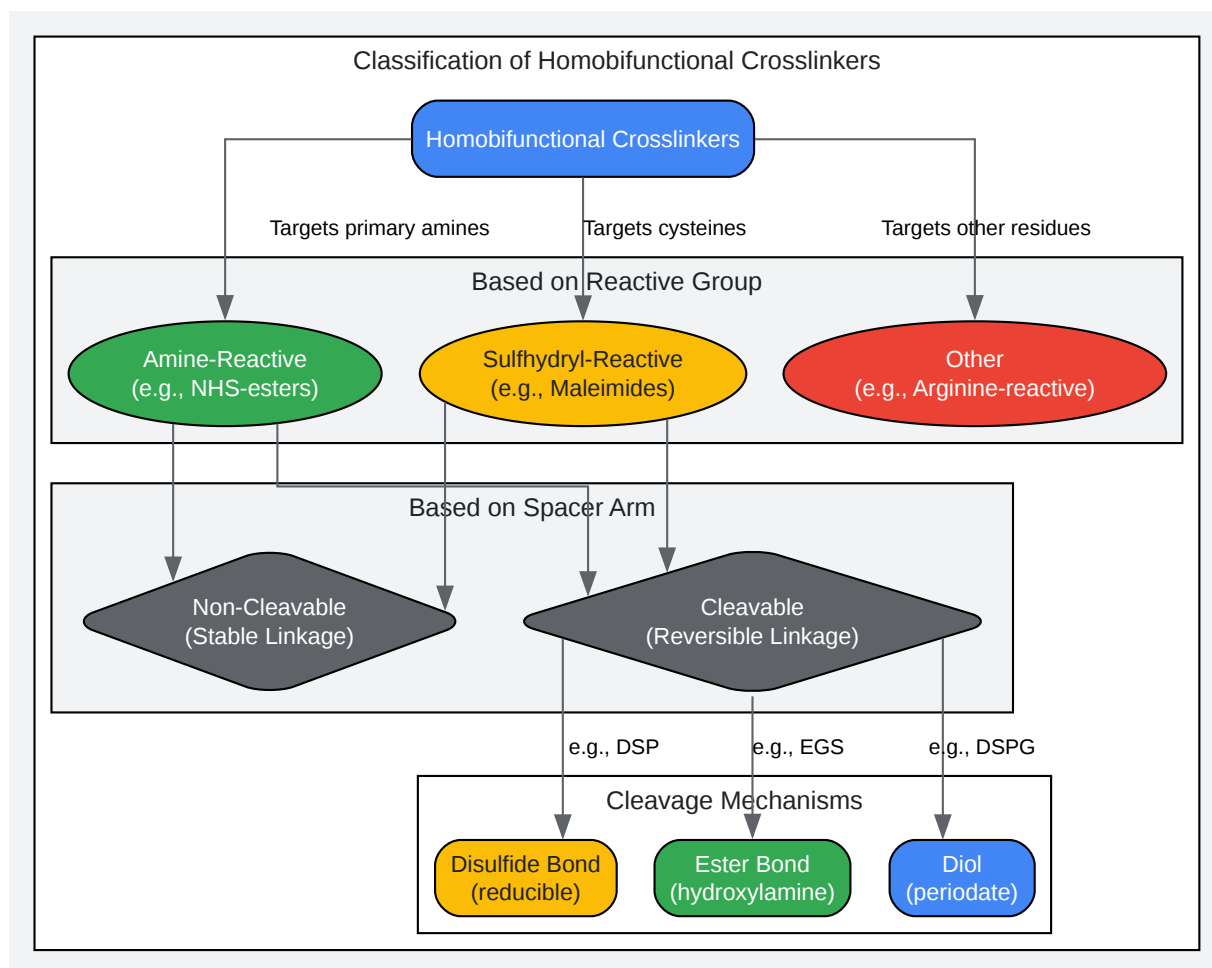 Classification of Homobifunctional Crosslinkers
Homobifunctional Crosslinkers
Targets primary amines
Targets cysteines
Targets other residues
Based on Reactive Group
Amine-Reactive
(e.g., NHS-esters)
Sulfhydryl-Reactive
(e.g., Maleimides)
Other
(e.g., Arginine-reactive)
Based on Spacer Arm
Non-Cleavable
(Stable Linkage)
Cleavable
(Reversible Linkage)
e.g., DSP
e.g., EGS
e.g., DSPG
Cleavage Mechanisms
Disulfide Bond
(reducible)
Ester Bond
(hydroxylamine)
Diol
(periodate)